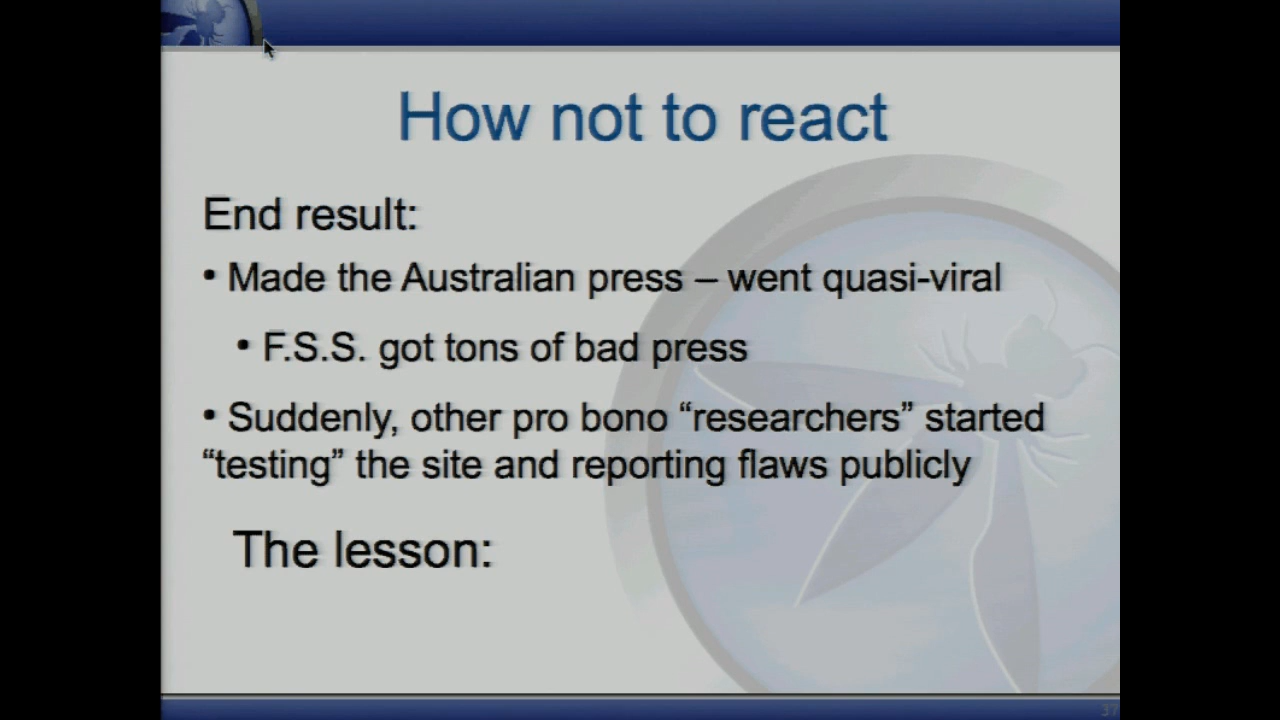 How not to react
End result:
• Made the Australian press – went quasi-viral
• F.S.S. got tons of bad press
• Suddenly, other pro bono “researchers” started
“testing” the site and reporting flaws publicly
The lesson:
37